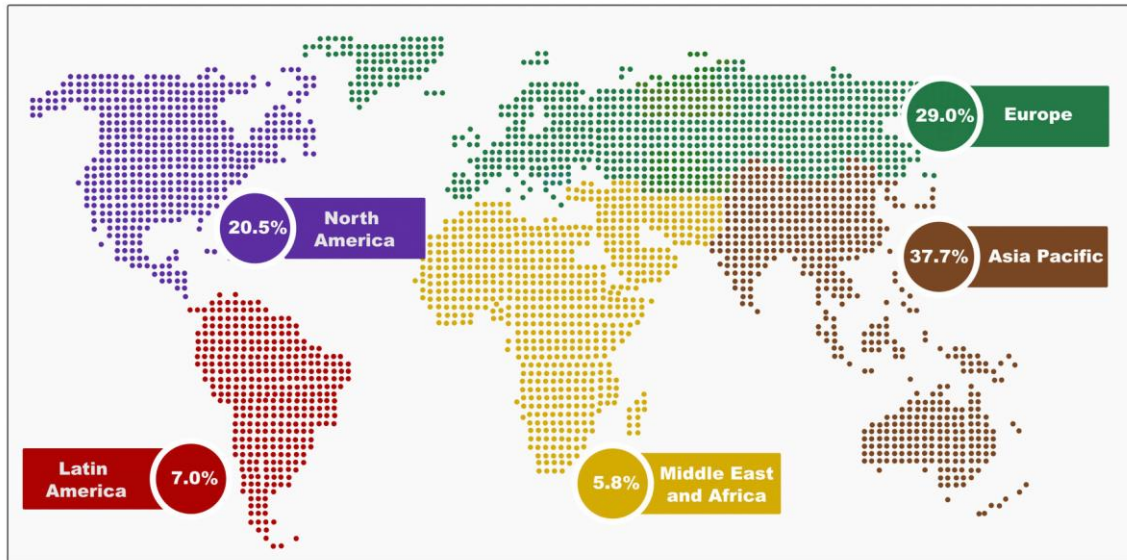 29.0% Europe
20.5% North
America
37.7% Asia Pacific
Latin
America 7.0%
5.8% Middle East
and Africa